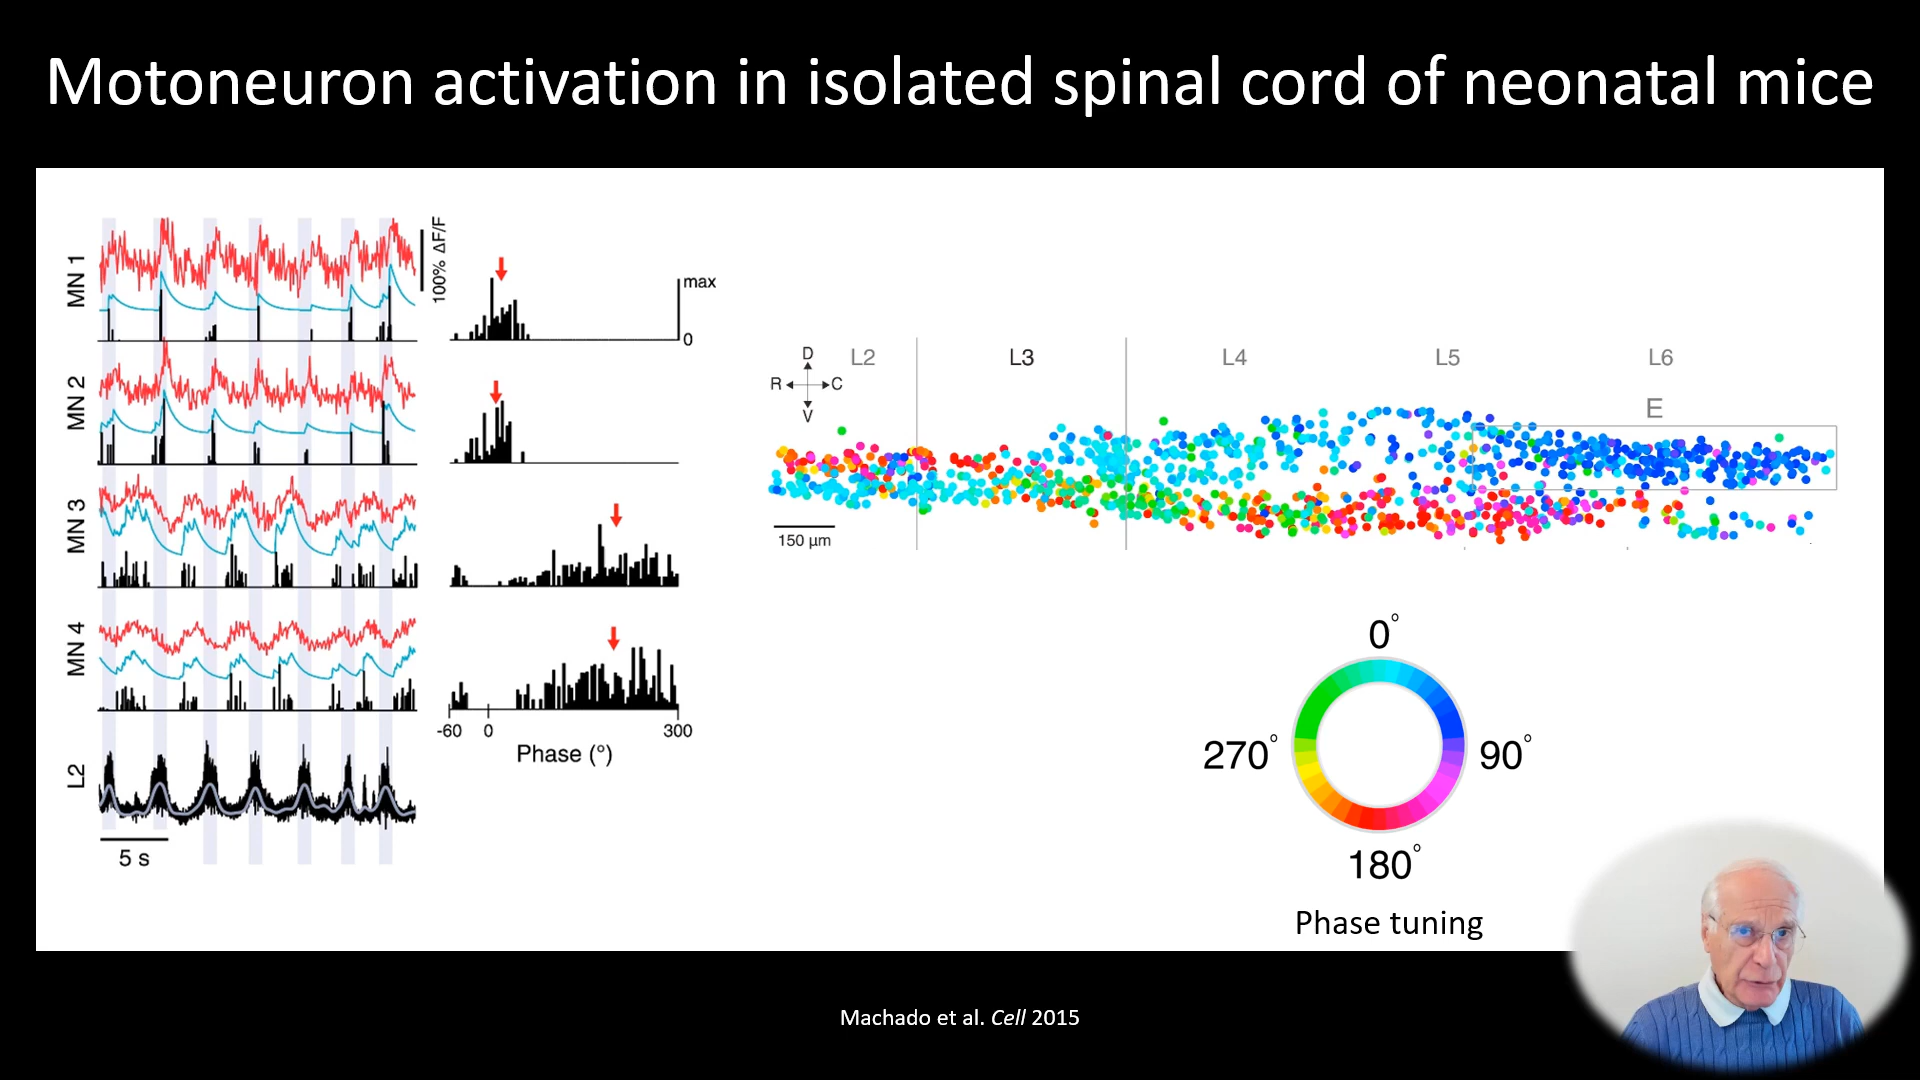 Motoneuron activation in isolated spinal cord of neonatal mice
MN 1
100% ΔF/F
max
0
MN 2
MN 3
MN 4
-60 0 300
Phase (°)
L2
5 s
D
R C
V
L2 L3 L4 L5 L6
E
150 µm
0°
270° 90°
180°
Phase tuning
Machado et al. Cell 2015